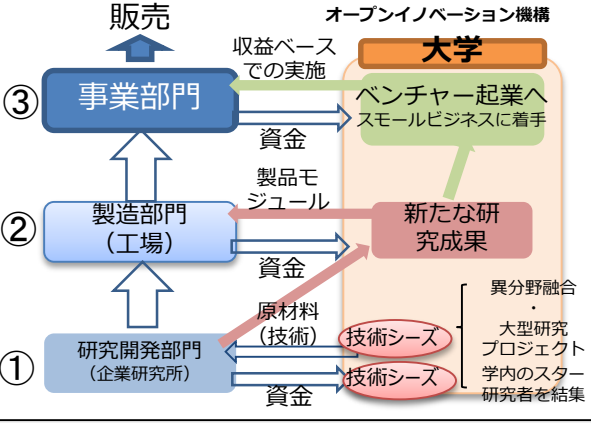 販売
オープンイノベーション機構
大学
収益ベース
での実施
③
事業部門
ベンチャー起業へ
スモールビジネスに着手
資金
製品モ
ジュール
②
製造部門
（工場）
新たな研
究成果
資金
原材料
（技術）
異分野融合
・
大型研究
プロジェクト
学内のスター
研究者を結集
①
研究開発部門
（企業研究所）
技術シーズ
技術シーズ
資金